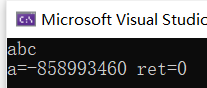 Microsoft Visual Studio
abc
a=-858993460 ret=0